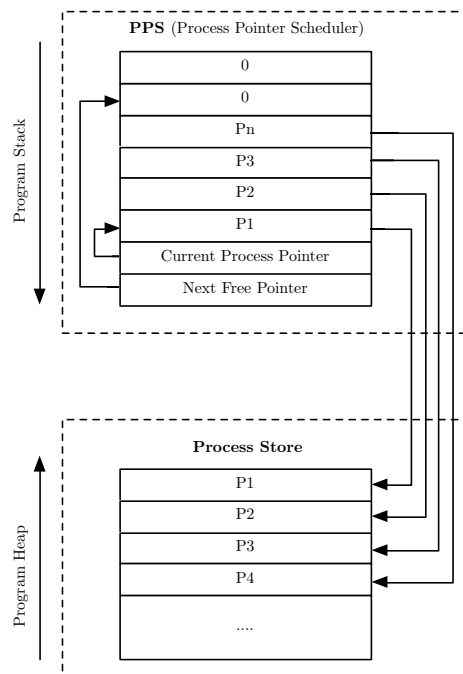 PPS (Process Pointer Scheduler)
0
0
Pn
P3
P2
P1
Current Process Pointer
Next Free Pointer
Program Stack
Process Store
P1
P2
P3
P4
....
Program Heap